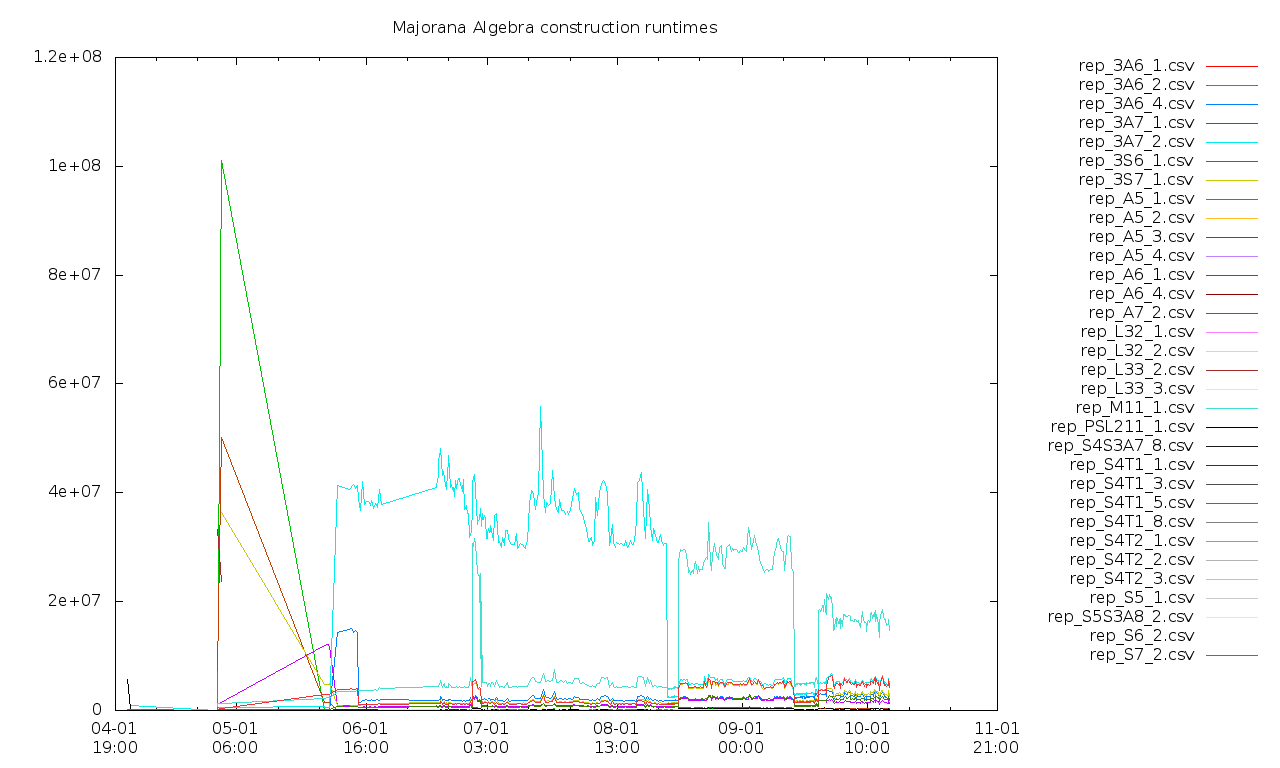 Majorana Algebra construction runtimes
1.2e+08
1e+08
8e+07
6e+07
4e+07
2e+07
0
04-01 05-01 06-01 07-01 08-01 09-01 10-01 11-01
19:00 06:00 16:00 03:00 13:00 00:00 10:00 21:00
rep_3A6_1.csv
rep_3A6_2.csv
rep_3A6_4.csv
rep_3A7_1.csv
rep_3A7_2.csv
rep_3S6_1.csv
rep_3S7_1.csv
rep_A5_1.csv
rep_A5_2.csv
rep_A5_3.csv
rep_A5_4.csv
rep_A6_1.csv
rep_A6_4.csv
rep_A7_2.csv
rep_L32_1.csv
rep_L32_2.csv
rep_L33_2.csv
rep_L33_3.csv
rep_M11_1.csv
rep_PSL211_1.csv
rep_S4S3A7_8.csv
rep_S4T1_1.csv
rep_S4T1_3.csv
rep_S4T1_5.csv
rep_S4T1_8.csv
rep_S4T2_1.csv
rep_S4T2_2.csv
rep_S4T2_3.csv
rep_S5_1.csv
rep_S5S3A8_2.csv
rep_S6_2.csv
rep_S7_2.csv